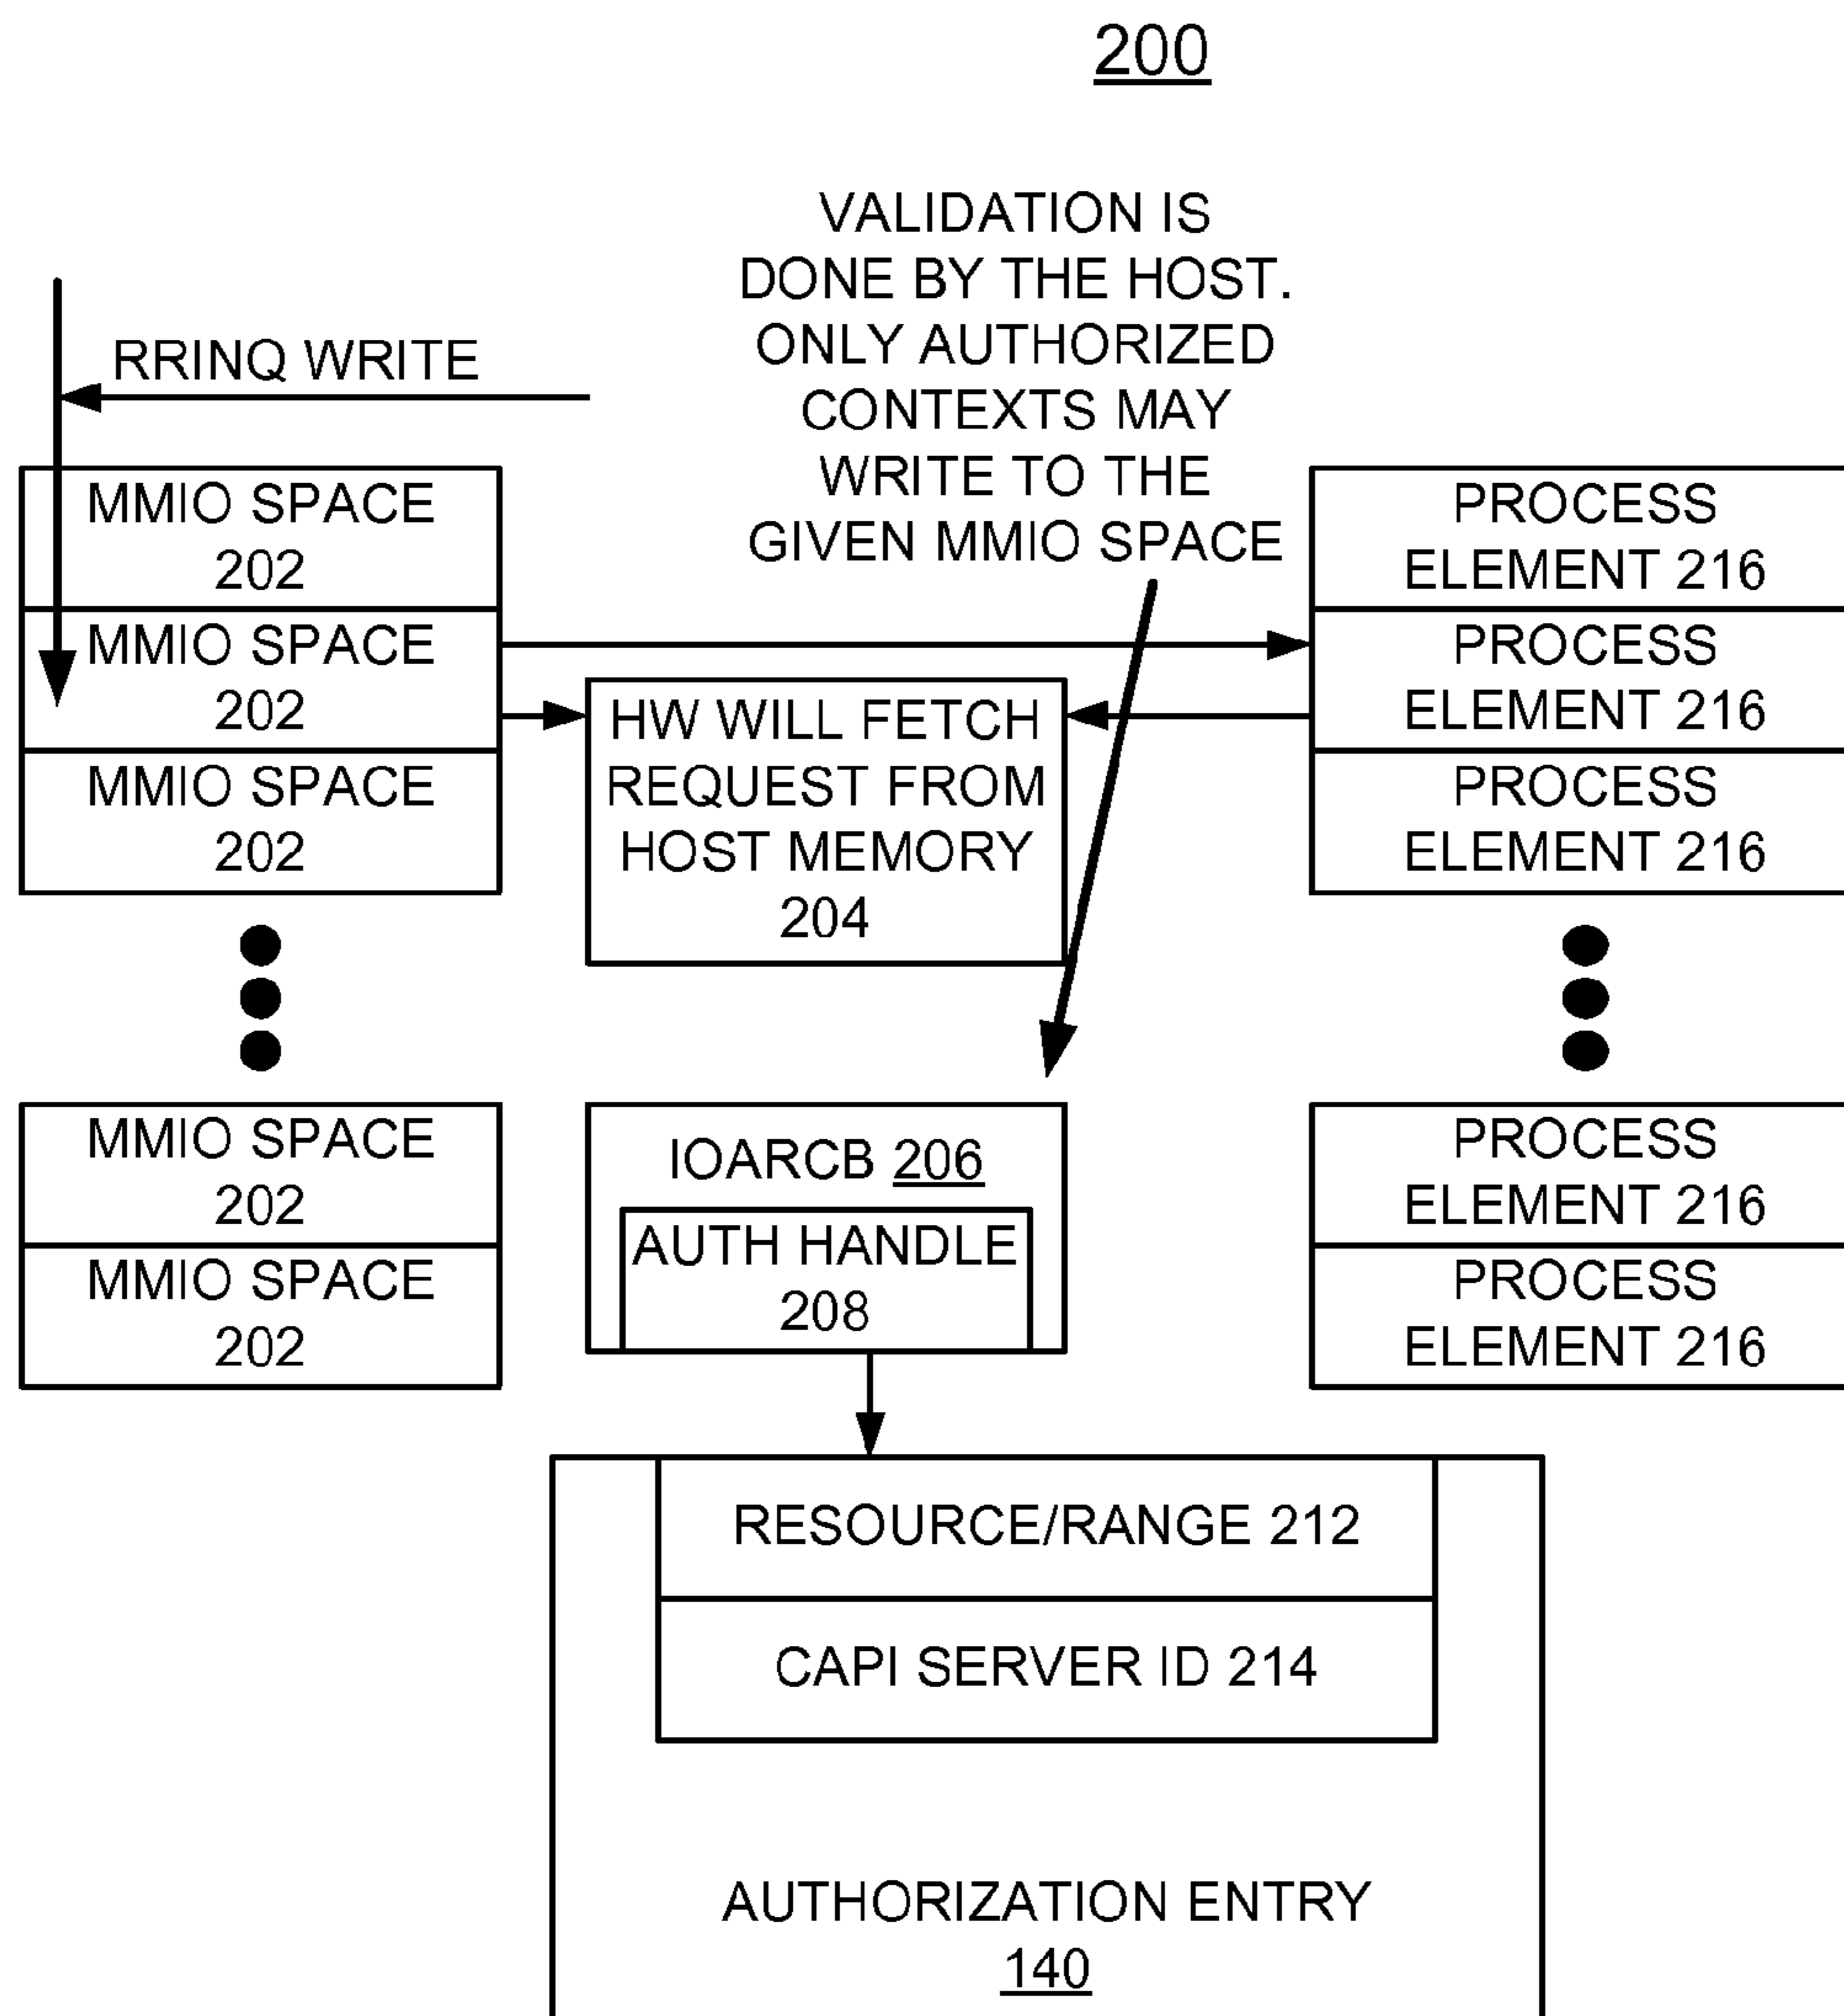 200
VALIDATION IS
DONE BY THE HOST.
ONLY AUTHORIZED
CONTEXTS MAY
WRITE TO THE
GIVEN MMIO SPACE
RRINQ WRITE
MMIO SPACE
202
MMIO SPACE
202
MMIO SPACE
202
HW WILL FETCH
REQUEST FROM
HOST MEMORY
204
PROCESS
ELEMENT 216
PROCESS
ELEMENT 216
PROCESS
ELEMENT 216
MMIO SPACE
202
MMIO SPACE
202
IOARCB 206
AUTH HANDLE
208
PROCESS
ELEMENT 216
PROCESS
ELEMENT 216
RESOURCE/RANGE 212
CAPI SERVER ID 214
AUTHORIZATION ENTRY
140